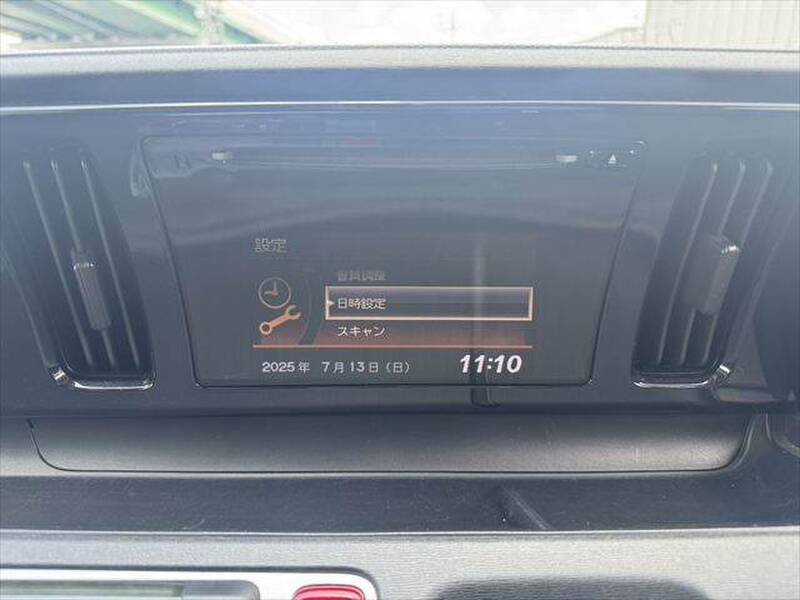 設定
音質調整
日時設定
スキャン
2025年 7月13日(日) 11:10